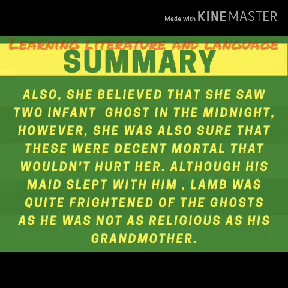 Made with KINEMASTER
Learning Literature and Language
SUMMARY
ALSO, SHE BELIEVED THAT SHE SAW
TWO INFANT GHOST IN THE MIDNIGHT,
HOWEVER, SHE WAS ALSO SURE THAT
THESE WERE DECENT MORTAL THAT
WOULDN'T HURT HER. ALTHOUGH HIS
MAID SLEPT WITH HIM , LAMB WAS
QUITE FRIGHTENED OF THE GHOSTS
AS HE WAS NOT AS RELIGIOUS AS HIS
GRANDMOTHER.